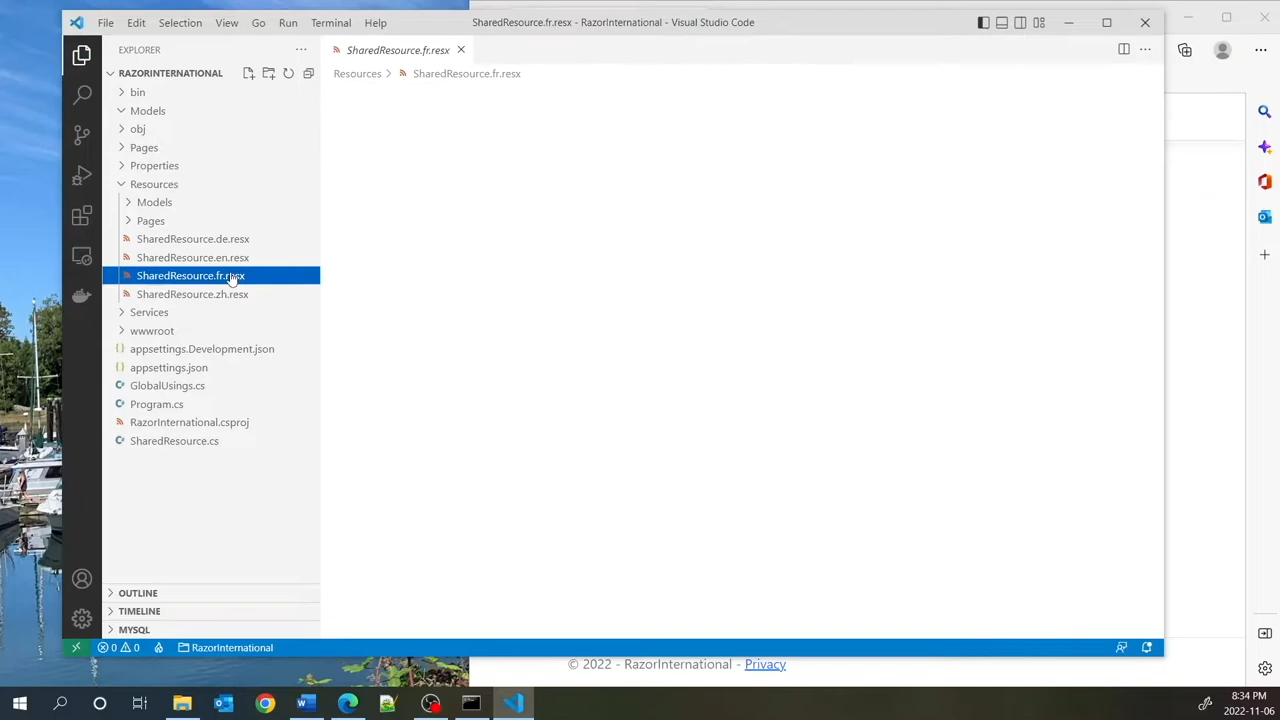 File Edit Selection View Go Run Terminal Help
SharedResource.fr.resx - RazorInternational - Visual Studio Code
EXPLORER
SharedResource.fr.resx
RAZORINTERNATIONAL
Resources
SharedResource.fr.resx
bin
Models
obj
Pages
Properties
Resources
Models
Pages
SharedResource.de.resx
SharedResource.en.resx
SharedResource.fr.resx
SharedResource.zh.resx
Services
wwwroot
appsettings.Development.json
appsettings.json
GlobalUsings.cs
Program.cs
RazorInternational.csproj
SharedResource.cs
OUTLINE
TIMELINE
MYSQL
0 0 RazorInternational
© 2022 - RazorInternational - Privacy
8:34 PM
2022-11-06